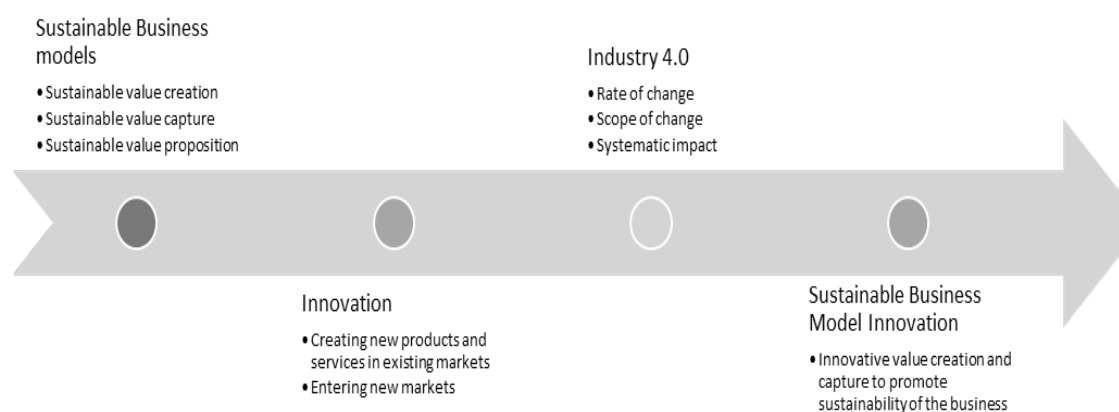 Sustainable Business
models
• Sustainable value creation
• Sustainable value capture
• Sustainable value proposition
Innovation
• Creating new products and
services in existing markets
• Entering new markets
Industry 4.0
• Rate of change
• Scope of change
• Systematic impact
Sustainable Business
Model Innovation
• Innovative value creation and
capture to promote
sustainability of the business